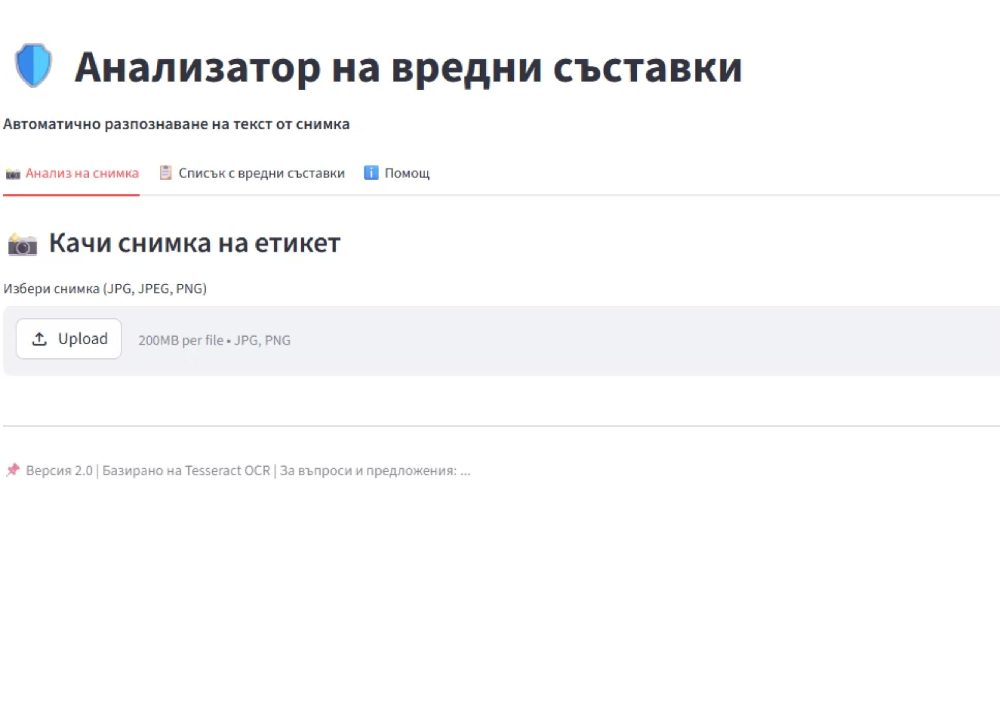 Анализатор на вредни съставки
Автоматично разпознаване на текст от снимка
Анализ на снимка Списък с вредни съставки Помощ
Качи снимка на етикет
Избери снимка (JPG, JPEG, PNG)
Upload 200MB per file • JPG, PNG
Версия 2.0 | Базирано на Tesseract OCR | За въпроси и предложения: ...